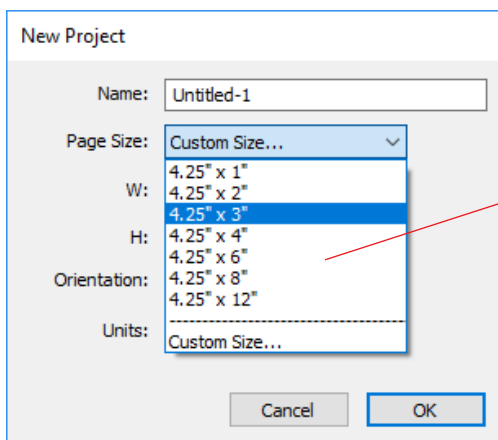 New Project
Name: Untitled-1
Page Size: Custom Size...
4.25" x 1"
W:
4.25" x 2"
4.25" x 3"
H:
4.25" x 4"
4.25" x 6"
Orientation:
4.25" x 8"
4.25" x 12"
Units:
Custom Size...
Cancel OK